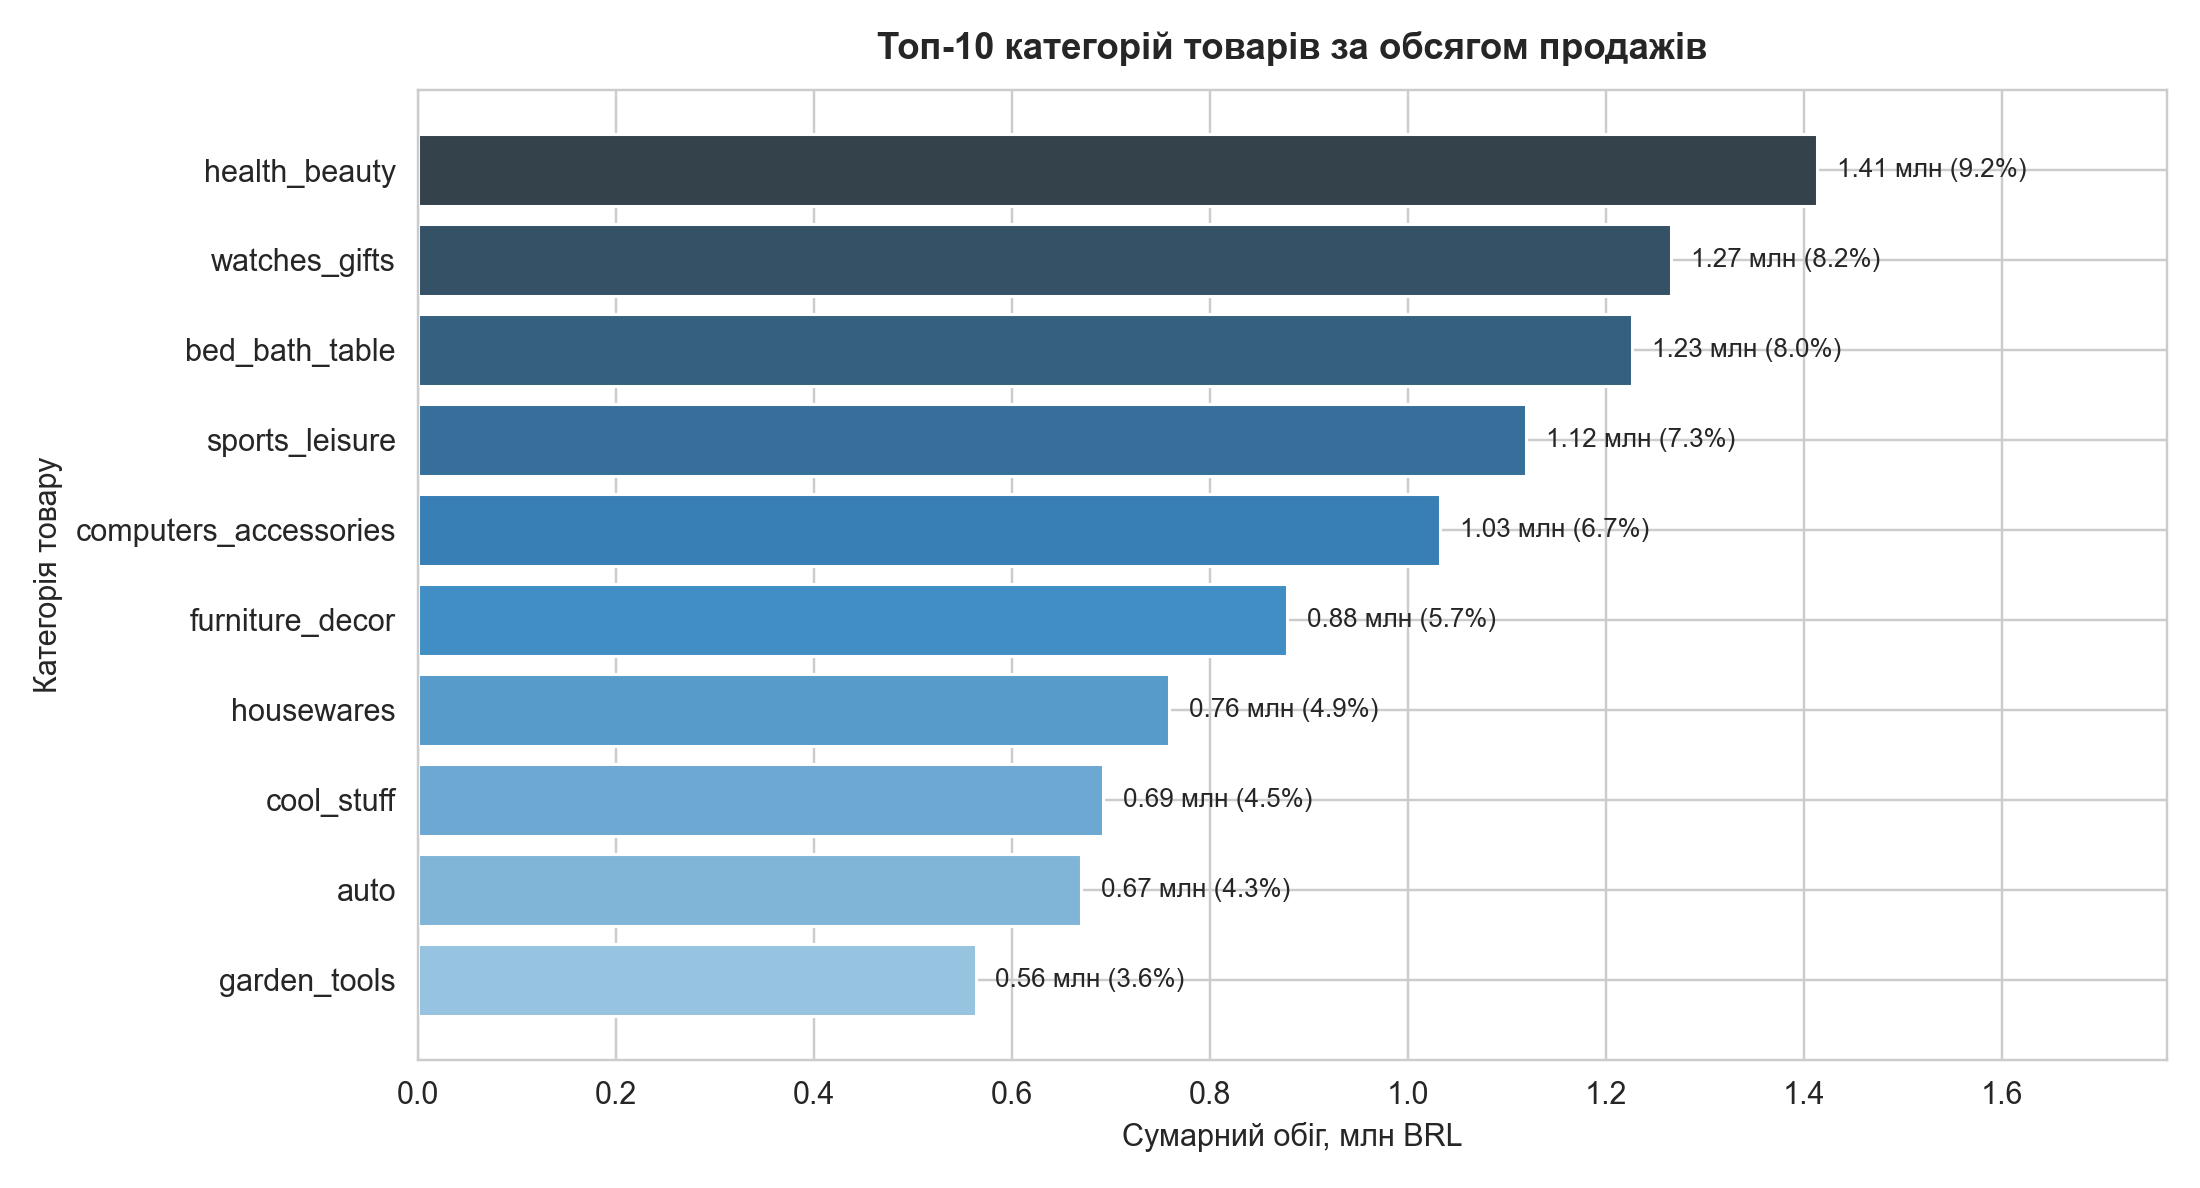 Топ-10 категорій товарів за обсягом продажів
Категорія товару
health_beauty 1.41 млн (9.2%)
watches_gifts 1.27 млн (8.2%)
bed_bath_table 1.23 млн (8.0%)
sports_leisure 1.12 млн (7.3%)
computers_accessories 1.03 млн (6.7%)
furniture_decor 0.88 млн (5.7%)
housewares 0.76 млн (4.9%)
cool_stuff 0.69 млн (4.5%)
auto 0.67 млн (4.3%)
garden_tools 0.56 млн (3.6%)
0.0 0.2 0.4 0.6 0.8 1.0 1.2 1.4 1.6
Сумарний обіг, млн BRL